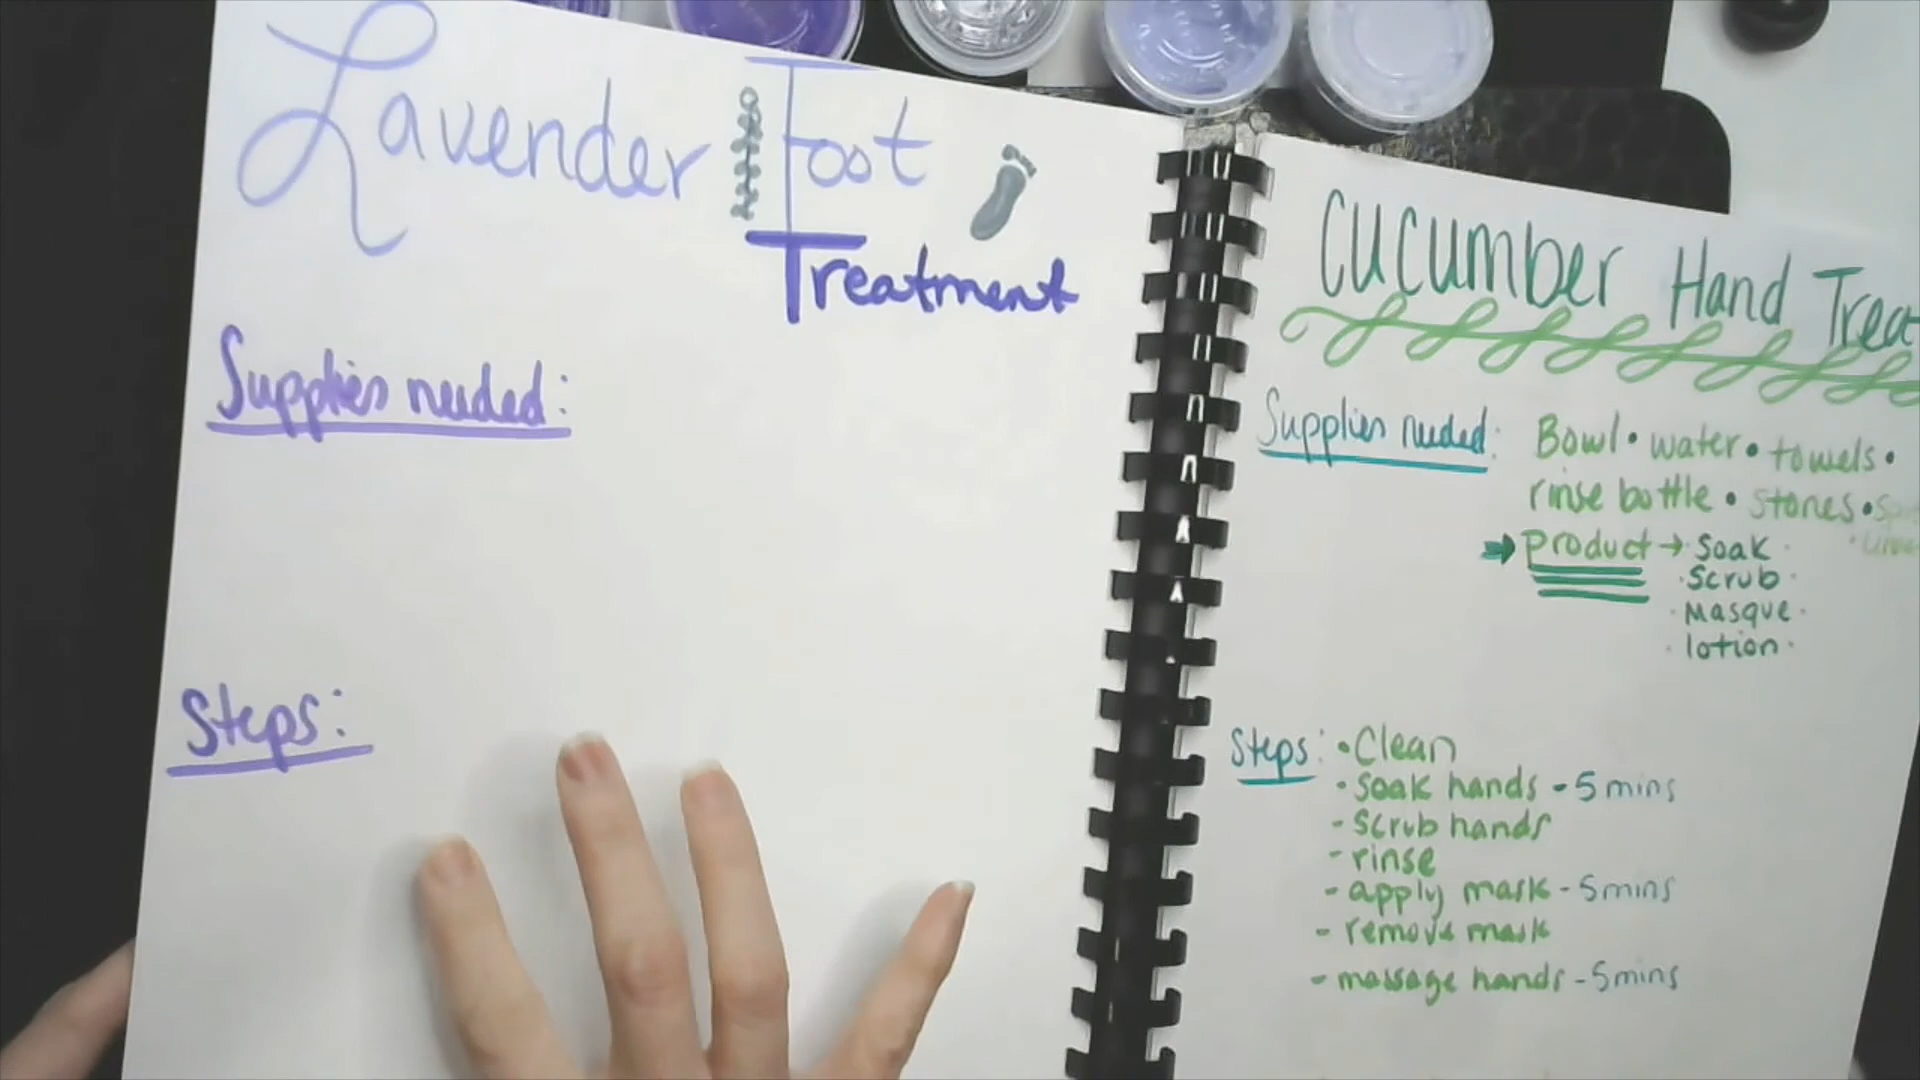 Lavender Foot
Treatment
Supplies needed:
Steps:
Cucumber Hand
Supplies needed: Bowl • water • towels •
rinse bottle • stones •
product → Soak
• Scrub •
• Masque •
• lotion •
Steps: • Clean
• Soak hands - 5 mins
- Scrub hands
- rinse
- apply mask - 5 mins
- remove mask
- massage hands - 5 mins